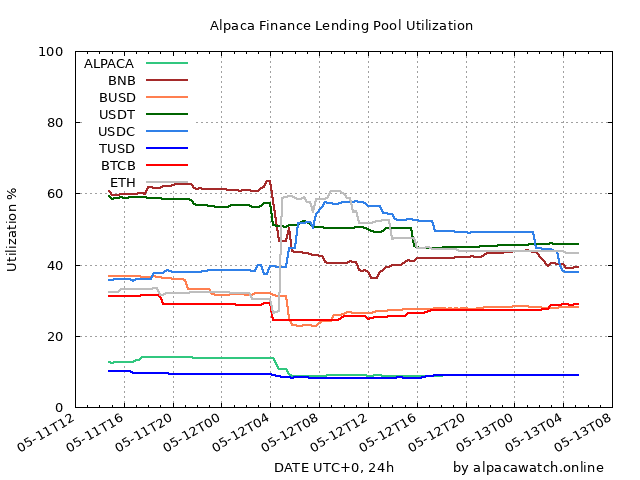 Alpaca Finance Lending Pool Utilization
Utilization %
100
80
60
40
20
0
ALPACA
BNB
BUSD
USDT
USDC
TUSD
BTCB
ETH
05-11T12
05-11T16
05-11T20
05-12T00
05-12T04
05-12T08
05-12T12
05-12T16
05-12T20
05-13T00
05-13T04
05-13T08
DATE UTC+0, 24h
by alpacawatch.online